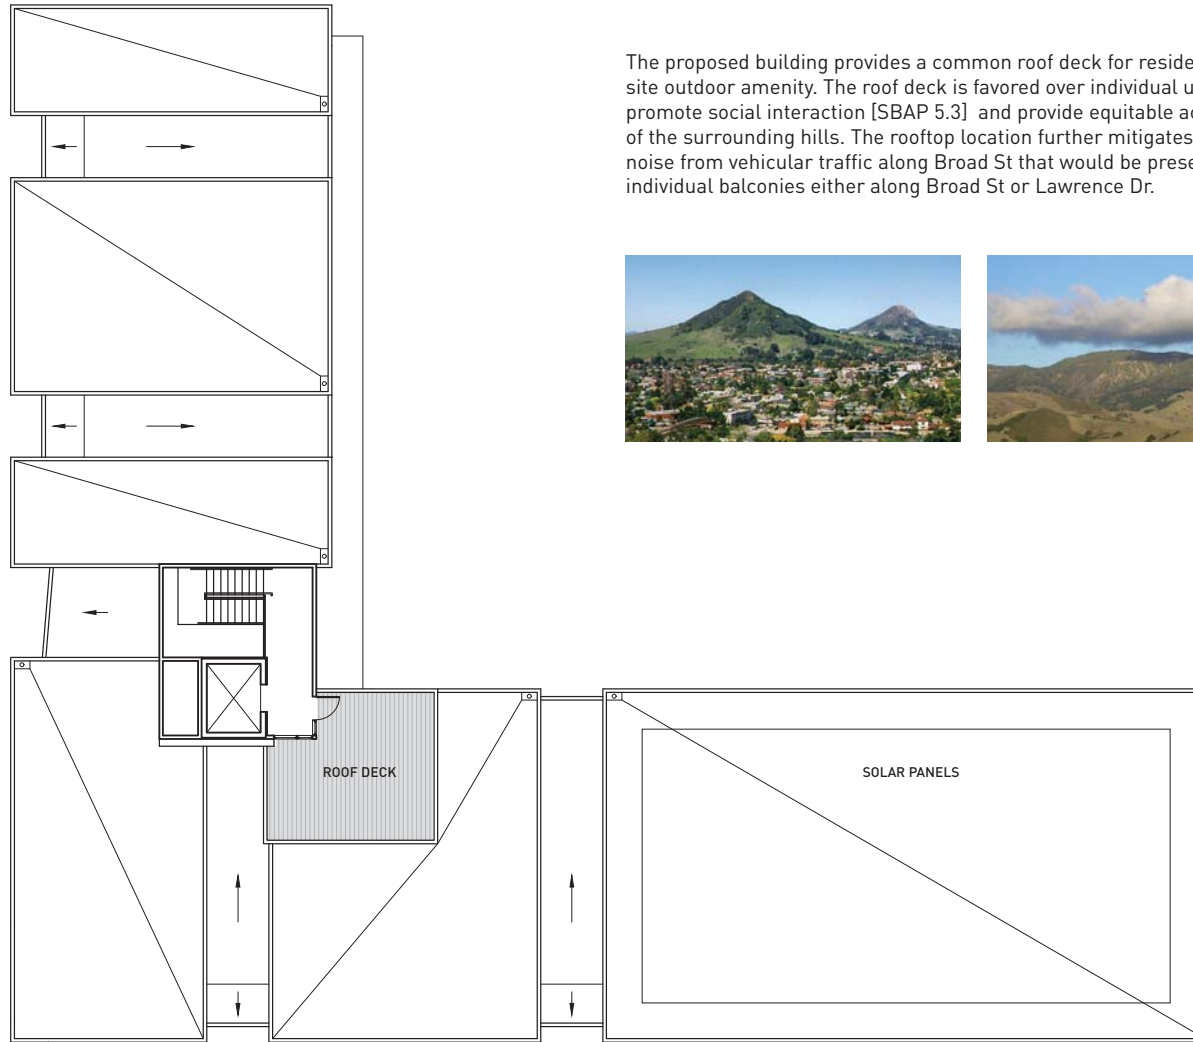 The proposed building provides a common roof deck for reside
site outdoor amenity. The roof deck is favored over individual u
promote social interaction [SBAP 5.3] and provide equitable ac
of the surrounding hills. The rooftop location further mitigates
noise from vehicular traffic along Broad St that would be prese
individual balconies either along Broad St or Lawrence Dr.
ROOF DECK
SOLAR PANELS